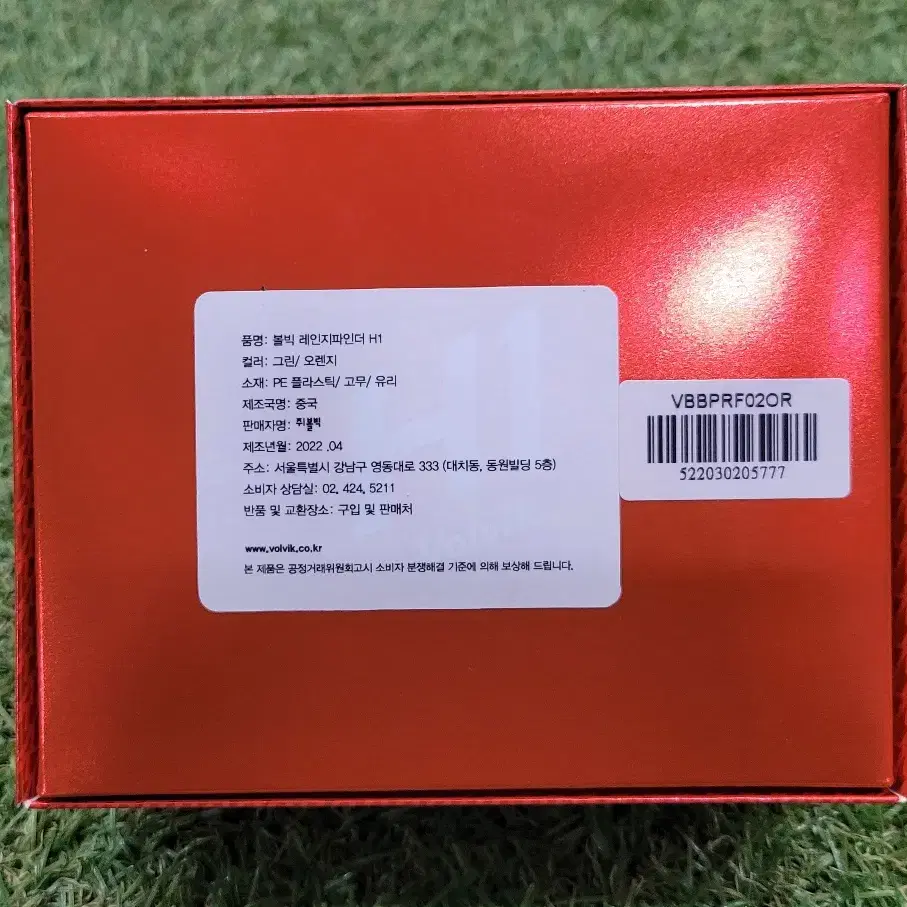 품명: 볼빅 레인지파인더 H1
컬러: 그린/ 오렌지
소재: PE 플라스틱/ 고무/ 유리
제조국명: 중국
판매자명: ㈜볼빅
제조년월: 2022 .04
주소: 서울특별시 강남구 영동대로 333 (대치동, 동원빌딩 5층)
소비자 상담실: 02. 424. 5211
반품 및 교환장소: 구입 및 판매처
www.volvik.co.kr
본 제품은 공정거래위원회고시 소비자 분쟁해결 기준에 의해 보상해 드립니다.
VBBPRF02OR
522030205777